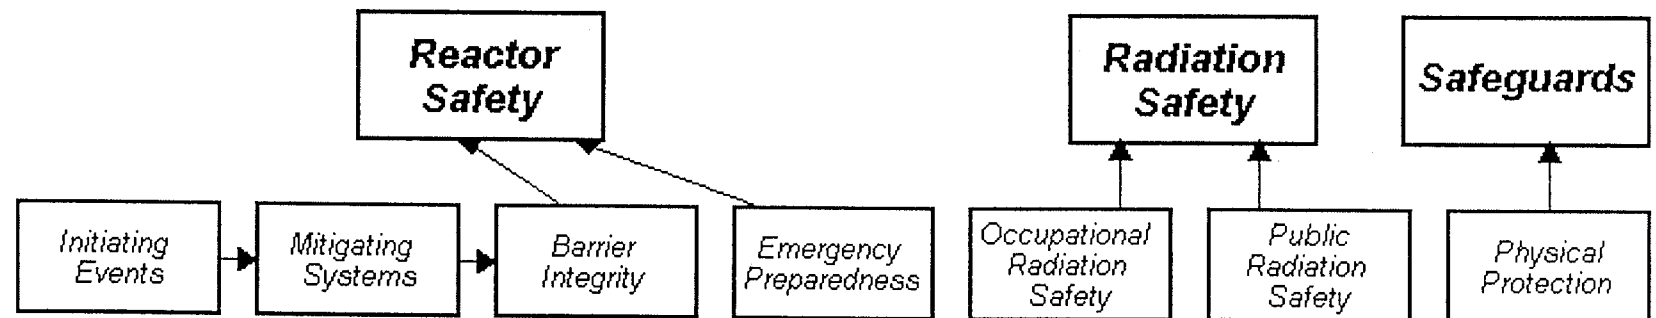 Reactor
Safety
Radiation
Safety
Safeguards
Initiating
Events
Mitigating
Systems
Barrier
Integrity
Emergency
Preparedness
Occupational
Radiation
Safety
Public
Radiation
Safety
Physical
Protection